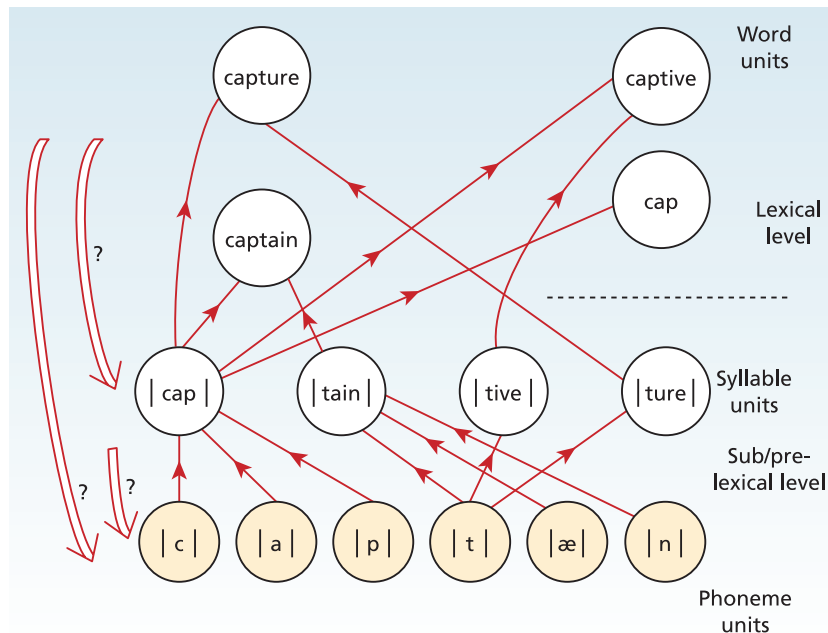 Word
units
capture
captive
cap
Lexical
level
captain
?
| cap |
| tain |
| tive |
| ture |
Syllable
units
Sub/pre-
lexical level
?
?
| c |
| a |
| p |
| t |
| æ |
| n |
Phoneme
units